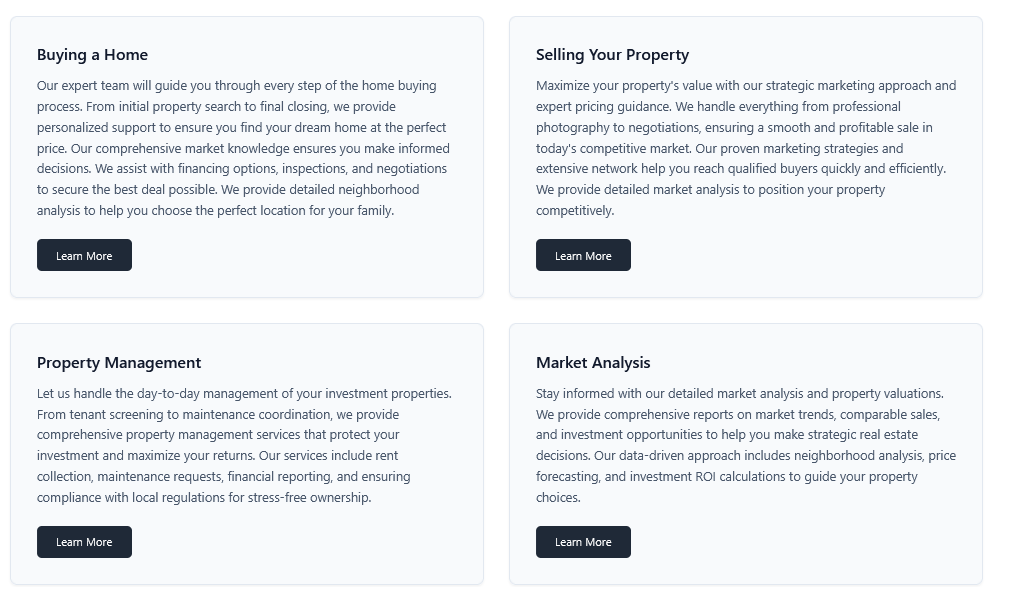 Buying a Home
Our expert team will guide you through every step of the home buying
process. From initial property search to final closing, we provide
personalized support to ensure you find your dream home at the perfect
price. Our comprehensive market knowledge ensures you make informed
decisions. We assist with financing options, inspections, and negotiations
to secure the best deal possible. We provide detailed neighborhood
analysis to help you choose the perfect location for your family.
Learn More
Selling Your Property
Maximize your property's value with our strategic marketing approach and
expert pricing guidance. We handle everything from professional
photography to negotiations, ensuring a smooth and profitable sale in
today's competitive market. Our proven marketing strategies and
extensive network help you reach qualified buyers quickly and efficiently.
We provide detailed market analysis to position your property
competitively.
Learn More
Property Management
Let us handle the day-to-day management of your investment properties.
From tenant screening to maintenance coordination, we provide
comprehensive property management services that protect your
investment and maximize your returns. Our services include rent
collection, maintenance requests, financial reporting, and ensuring
compliance with local regulations for stress-free ownership.
Learn More
Market Analysis
Stay informed with our detailed market analysis and property valuations.
We provide comprehensive reports on market trends, comparable sales,
and investment opportunities to help you make strategic real estate
decisions. Our data-driven approach includes neighborhood analysis, price
forecasting, and investment ROI calculations to guide your property
choices.
Learn More